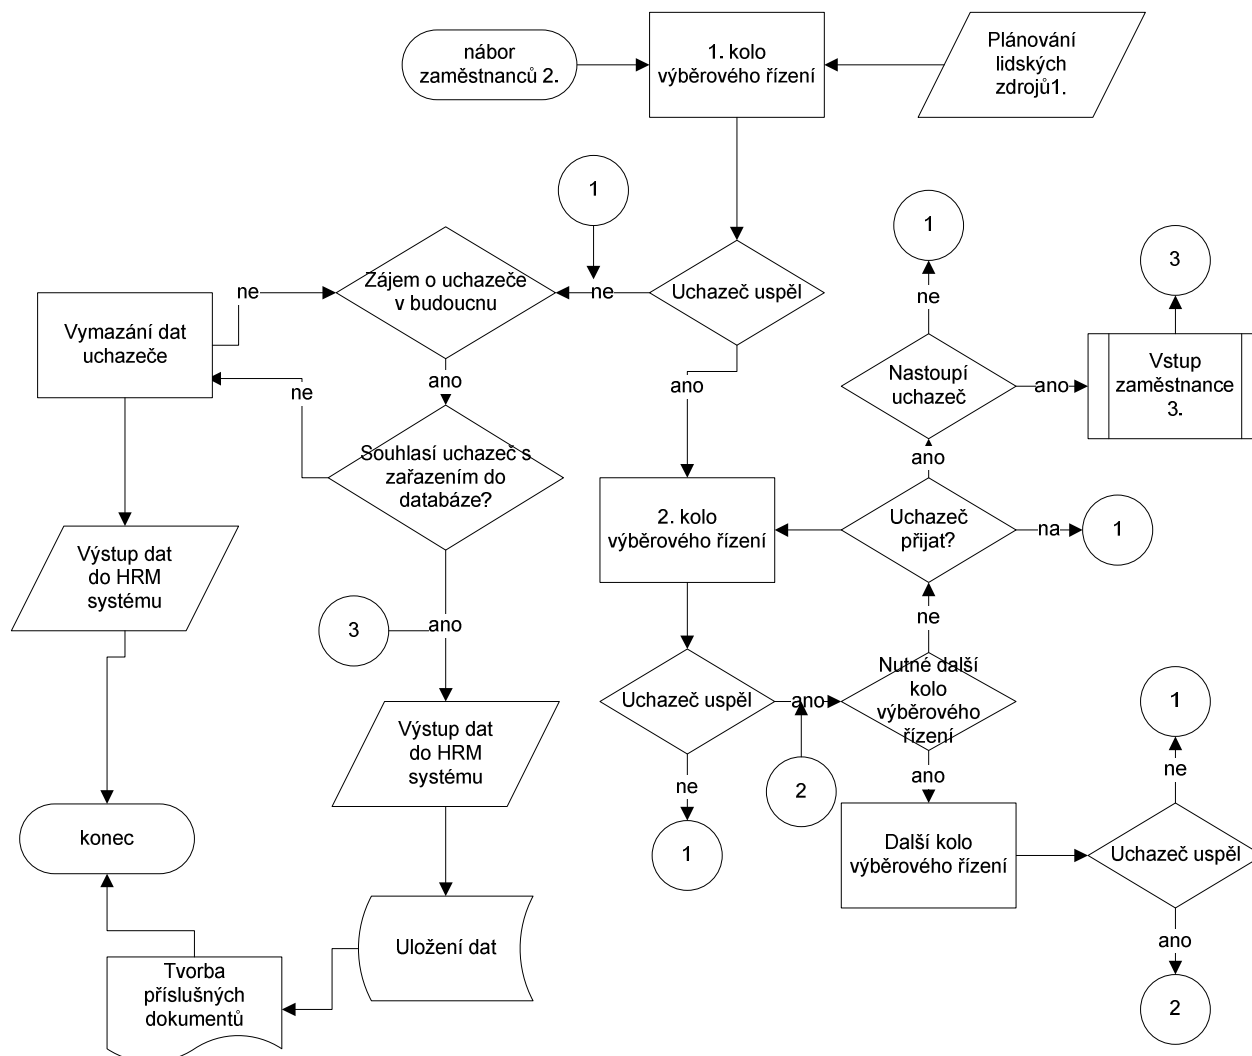 nábor
zaměstnanců 2.
1. kolo
výběrového řízení
Plánování
lidských
zdrojů1.
1
1
3
Zájem o uchazeče
v budoucnu
ne
Uchazeč uspěl
ne
Vymazání dat
uchazeče
ne
Nastoupí
uchazeč
ano
Vstup
zaměstnance
3.
ano
ne
ano
Souhlasí uchazeč s
zařazením do
databáze?
ano
2. kolo
výběrového řízení
Uchazeč
přijat?
na
1
Výstup dat
do HRM
systému
3
ano
ne
Uchazeč uspěl
ano
Nutné další
kolo
výběrového
řízení
1
Výstup dat
do HRM
systému
ne
2
ano
ne
konec
1
Další kolo
výběrového řízení
Uchazeč uspěl
Uložení dat
ano
Tvorba
příslušných
dokumentů
2